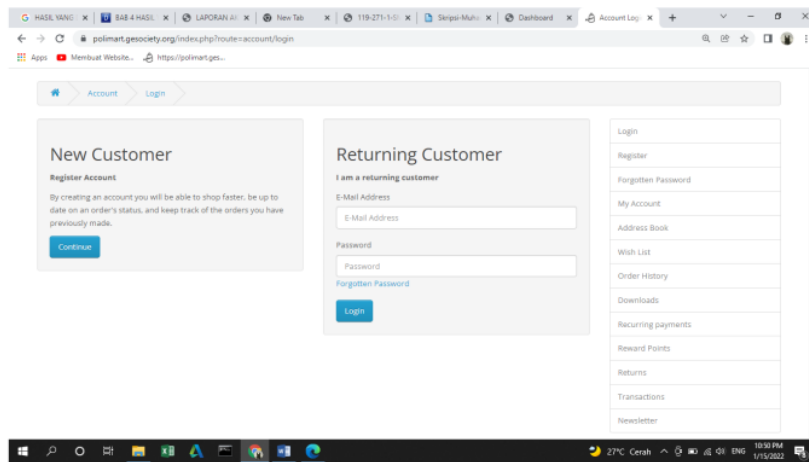 HASIL YANG
BAB 4 HASIL
LAPORAN AK
New Tab
119-271-1-SI
Skripsi-Muha
Dashboard
Account Logi
polimart.gesociety.org/index.php?route=account/login
Apps
Membuat Website...
https://polimart.ges...
Account
Login
New Customer
Register Account
By creating an account you will be able to shop faster, be up to
date on an order's status, and keep track of the orders you have
previously made.
Continue
Returning Customer
I am a returning customer
E-Mail Address
E-Mail Address
Password
Password
Forgotten Password
Login
Login
Register
Forgotten Password
My Account
Address Book
Wish List
Order History
Downloads
Recurring payments
Reward Points
Returns
Transactions
Newsletter
27°C Cerah
ENG
10:50 PM
1/15/2022